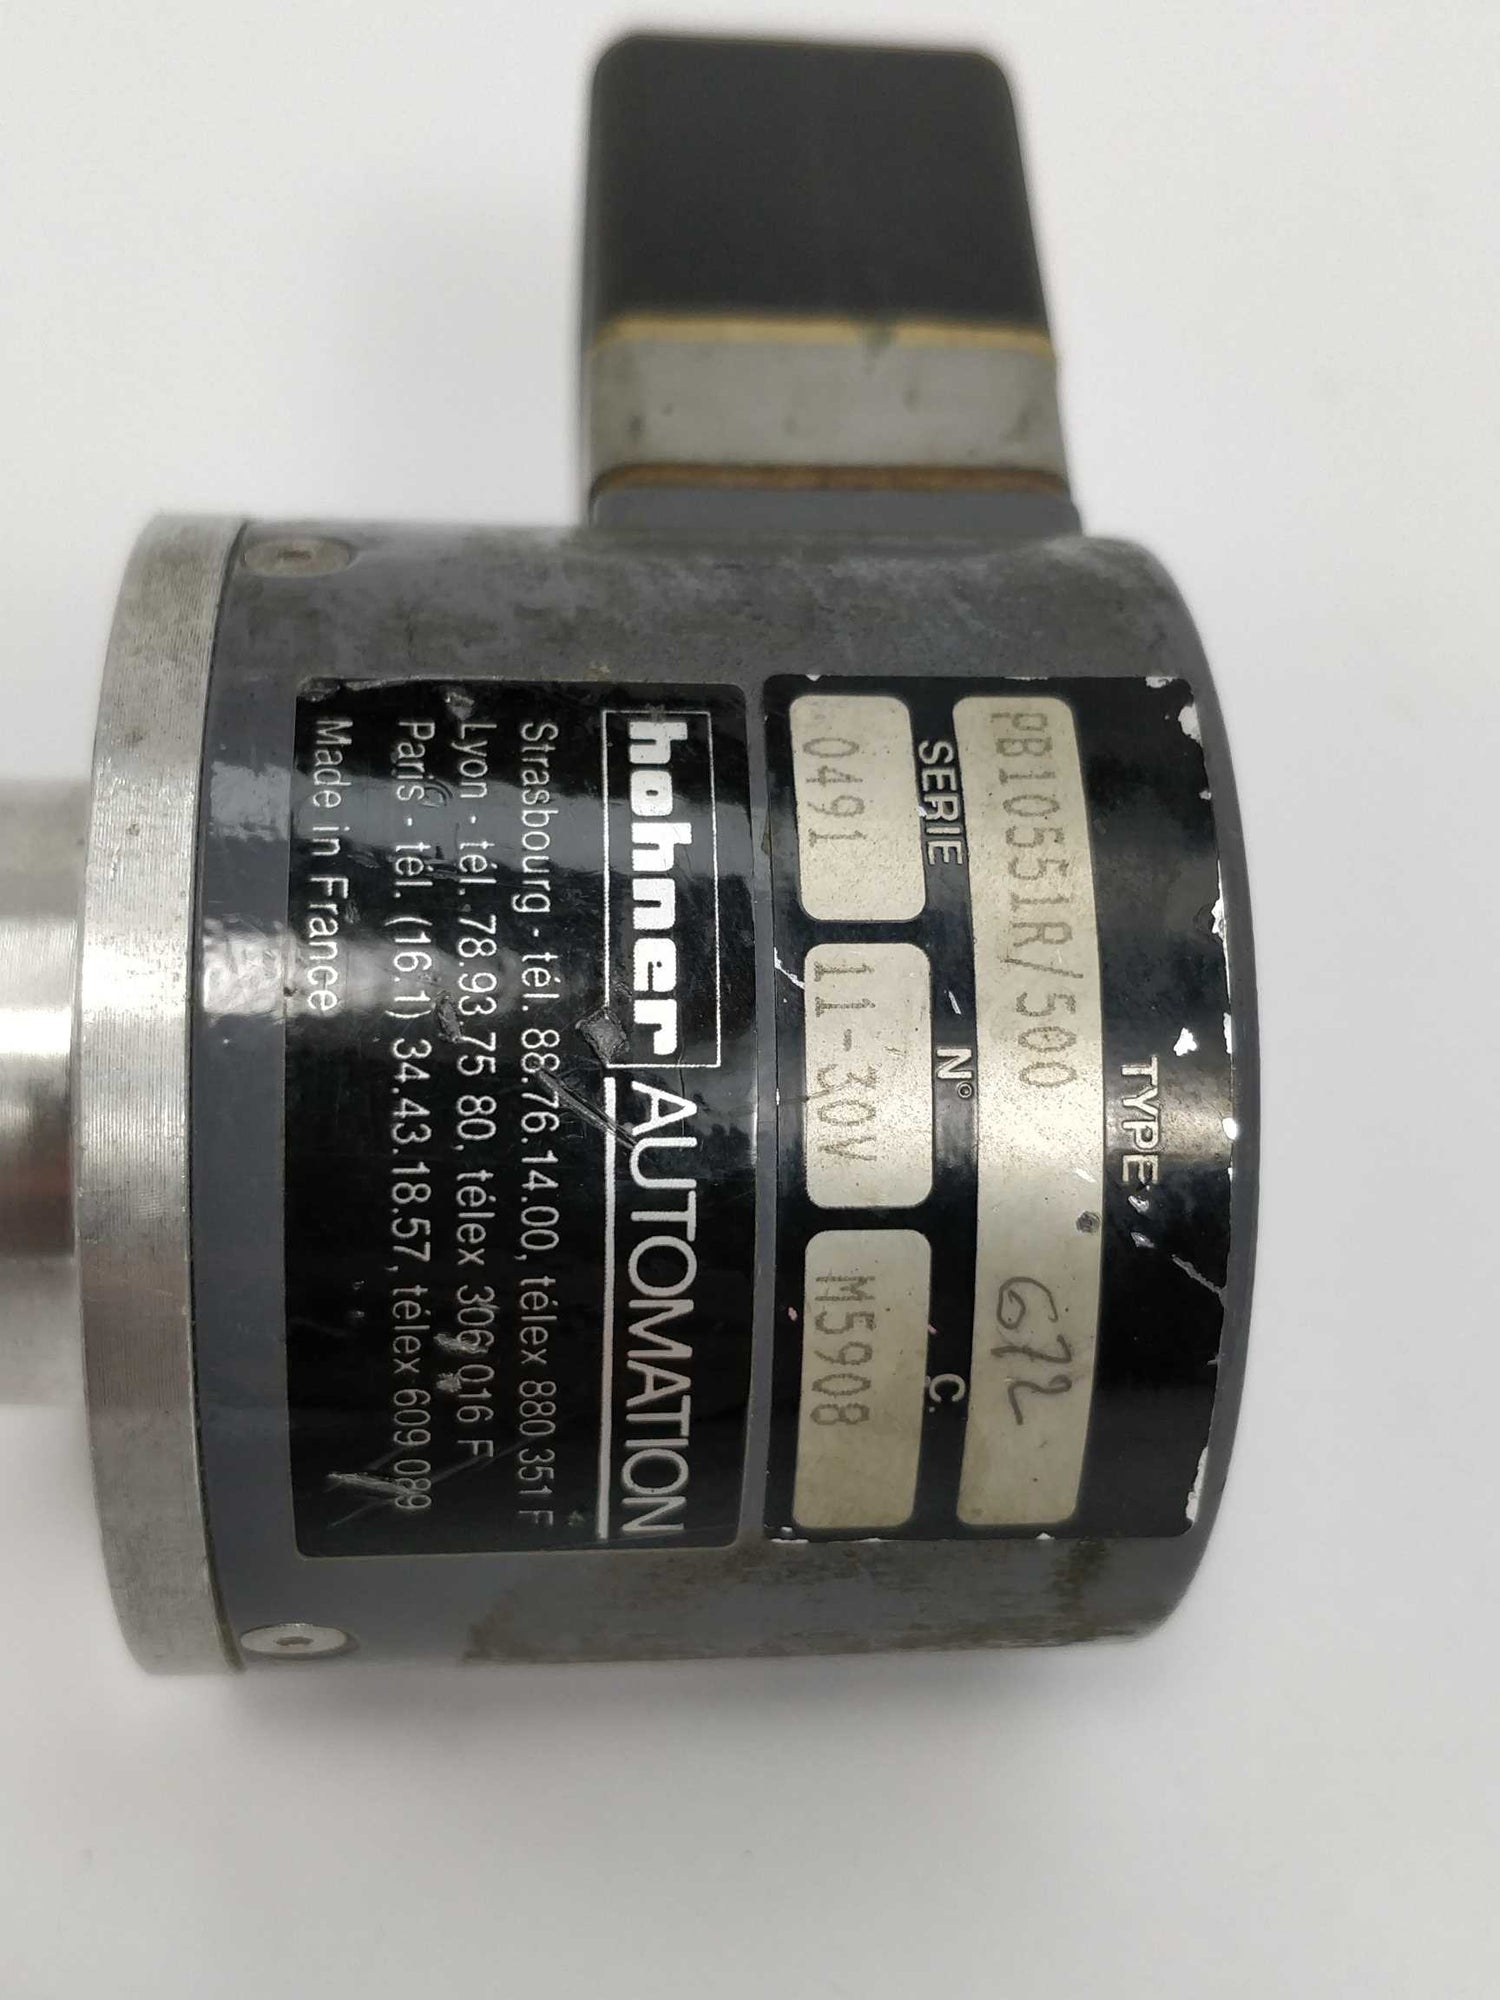 TYPE
PB10551R/500 672
SERIE - N° C.
0491 11-30V M5908
hohner AUTOMATION
Strasbourg - tél. 88.76.14.00, télex 880 351 F
Lyon - tél. 78.93.75 80, télex 306 016 F
Paris - tél. (16.1) 34.43.18.57, télex 609 089
Made in France